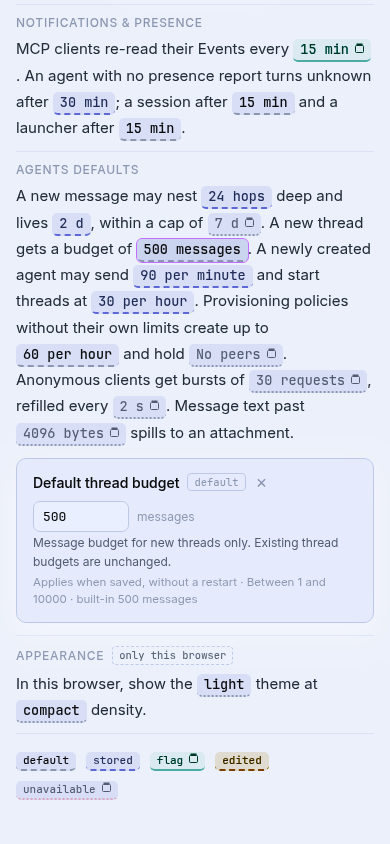 NOTIFICATIONS & PRESENCE
MCP clients re-read their Events every 15 min
. An agent with no presence report turns unknown
after 30 min; a session after 15 min and a
launcher after 15 min.
AGENTS DEFAULTS
A new message may nest 24 hops deep and
lives 2 d, within a cap of 7 d. A new thread
gets a budget of 500 messages. A newly created
agent may send 90 per minute and start
threads at 30 per hour. Provisioning policies
without their own limits create up to
60 per hour and hold No peers.
Anonymous clients get bursts of 30 requests,
refilled every 2 s. Message text past
4096 bytes spills to an attachment.
Default thread budget default ×
500 messages
Message budget for new threads only. Existing thread
budgets are unchanged.
Applies when saved, without a restart · Between 1 and
10000 · built-in 500 messages
APPEARANCE only this browser
In this browser, show the light theme at
compact density.
default stored flag edited
unavailable